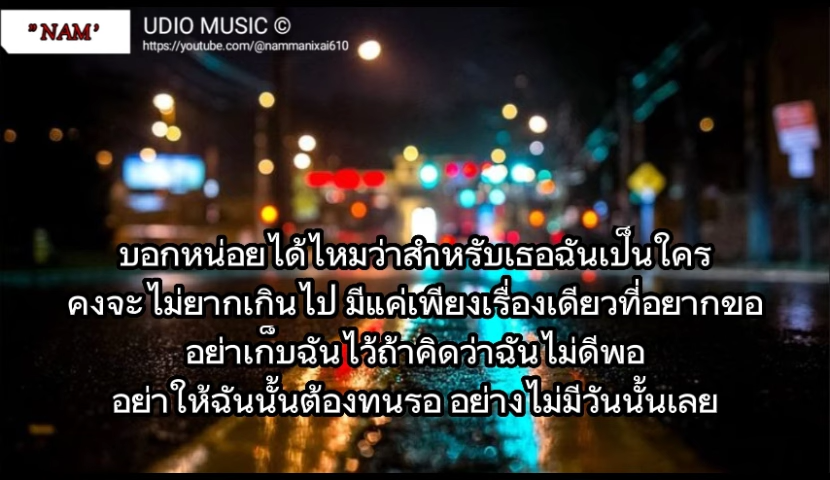 " NAM '
UDIO MUSIC ©
https://youtube.com/@nammanixai610
บอกหน่อยได้ไหมว่าสำหรับเธอฉันเป็นใคร
คงจะไม่ยากเกินไป มีแค่เพียงเรื่องเดียวที่อยากขอ
อย่าเก็บฉันไว้ถ้าคิดว่าฉันไม่ดีพอ
อย่าให้ฉันนั้นต้องทนรอ อย่างไม่มีวันนั้นเลย